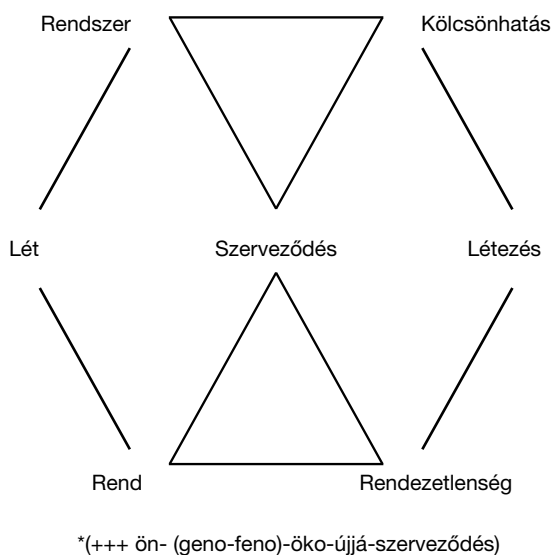 Rendszer Kölcsönhatás
Lét Szerveződés Létezés
Rend Rendezetlenség
*(+++ ön- (geno-feno)-öko-újjá-szerveződés)